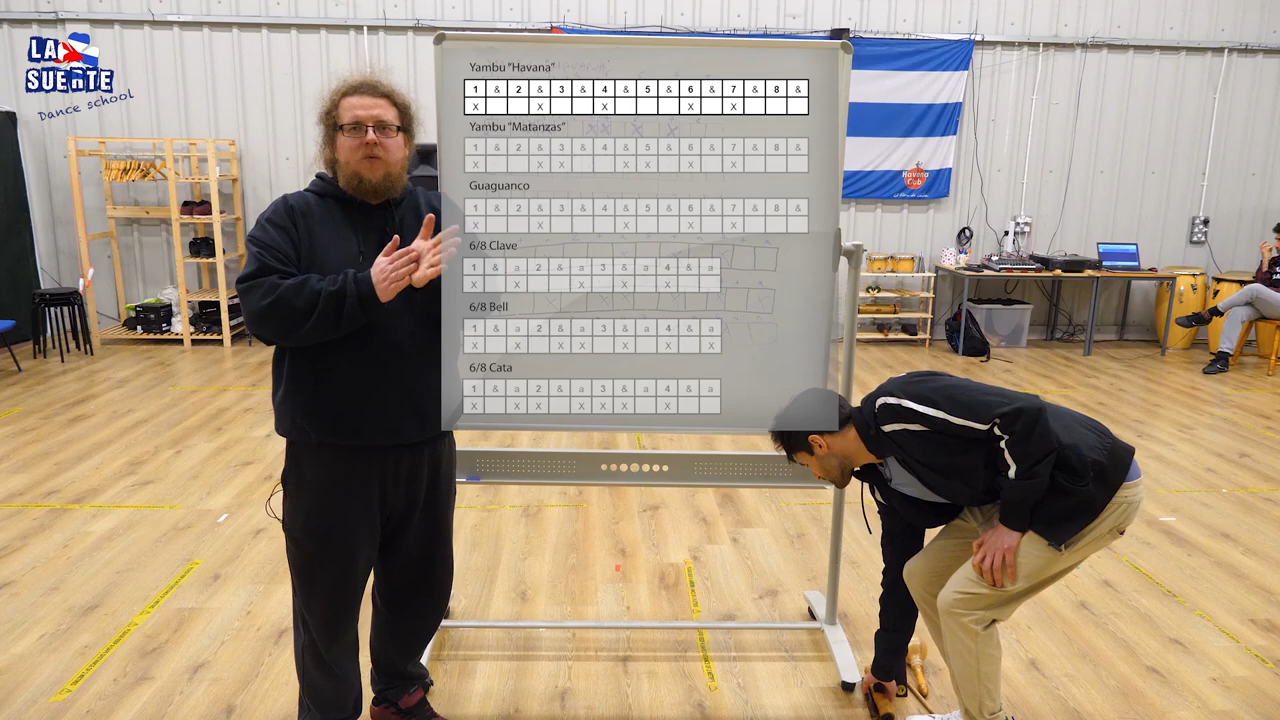 LA
SUERTE
Dance school
Yambu "Havana"
1 & 2 & 3 & 4 & 5 & 6 & 7 & 8 &
X X X X X
Yambu "Matanzas"
1 & 2 & 3 & 4 & 5 & 6 & 7 & 8 &
X X X X X X X
Guaguanco
1 & 2 & 3 & 4 & 5 & 6 & 7 & 8 &
X X X X X
6/8 Clave
1 & a 2 & a 3 & a 4 & a
X X X X X
6/8 Bell
1 & & 2 & a 3 & a 4 & a
X X X X X X X
6/8 Cata
1 & a 2 & a 3 & a 4 & a
X X X X X X X
Havana
Club